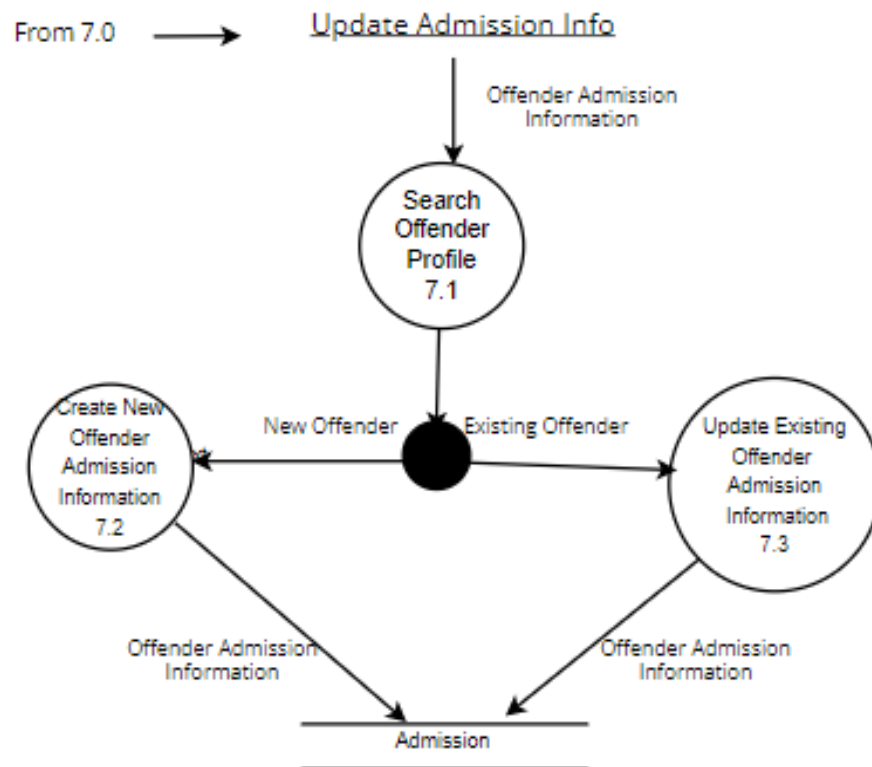 From 7.0
Update Admission Info
Offender Admission
Information
Search
Offender
Profile
7.1
New Offender
Existing Offender
Create New
Offender
Admission
Information
7.2
Update Existing
Offender
Admission
Information
7.3
Offender Admission
Information
Offender Admission
Information
Admission